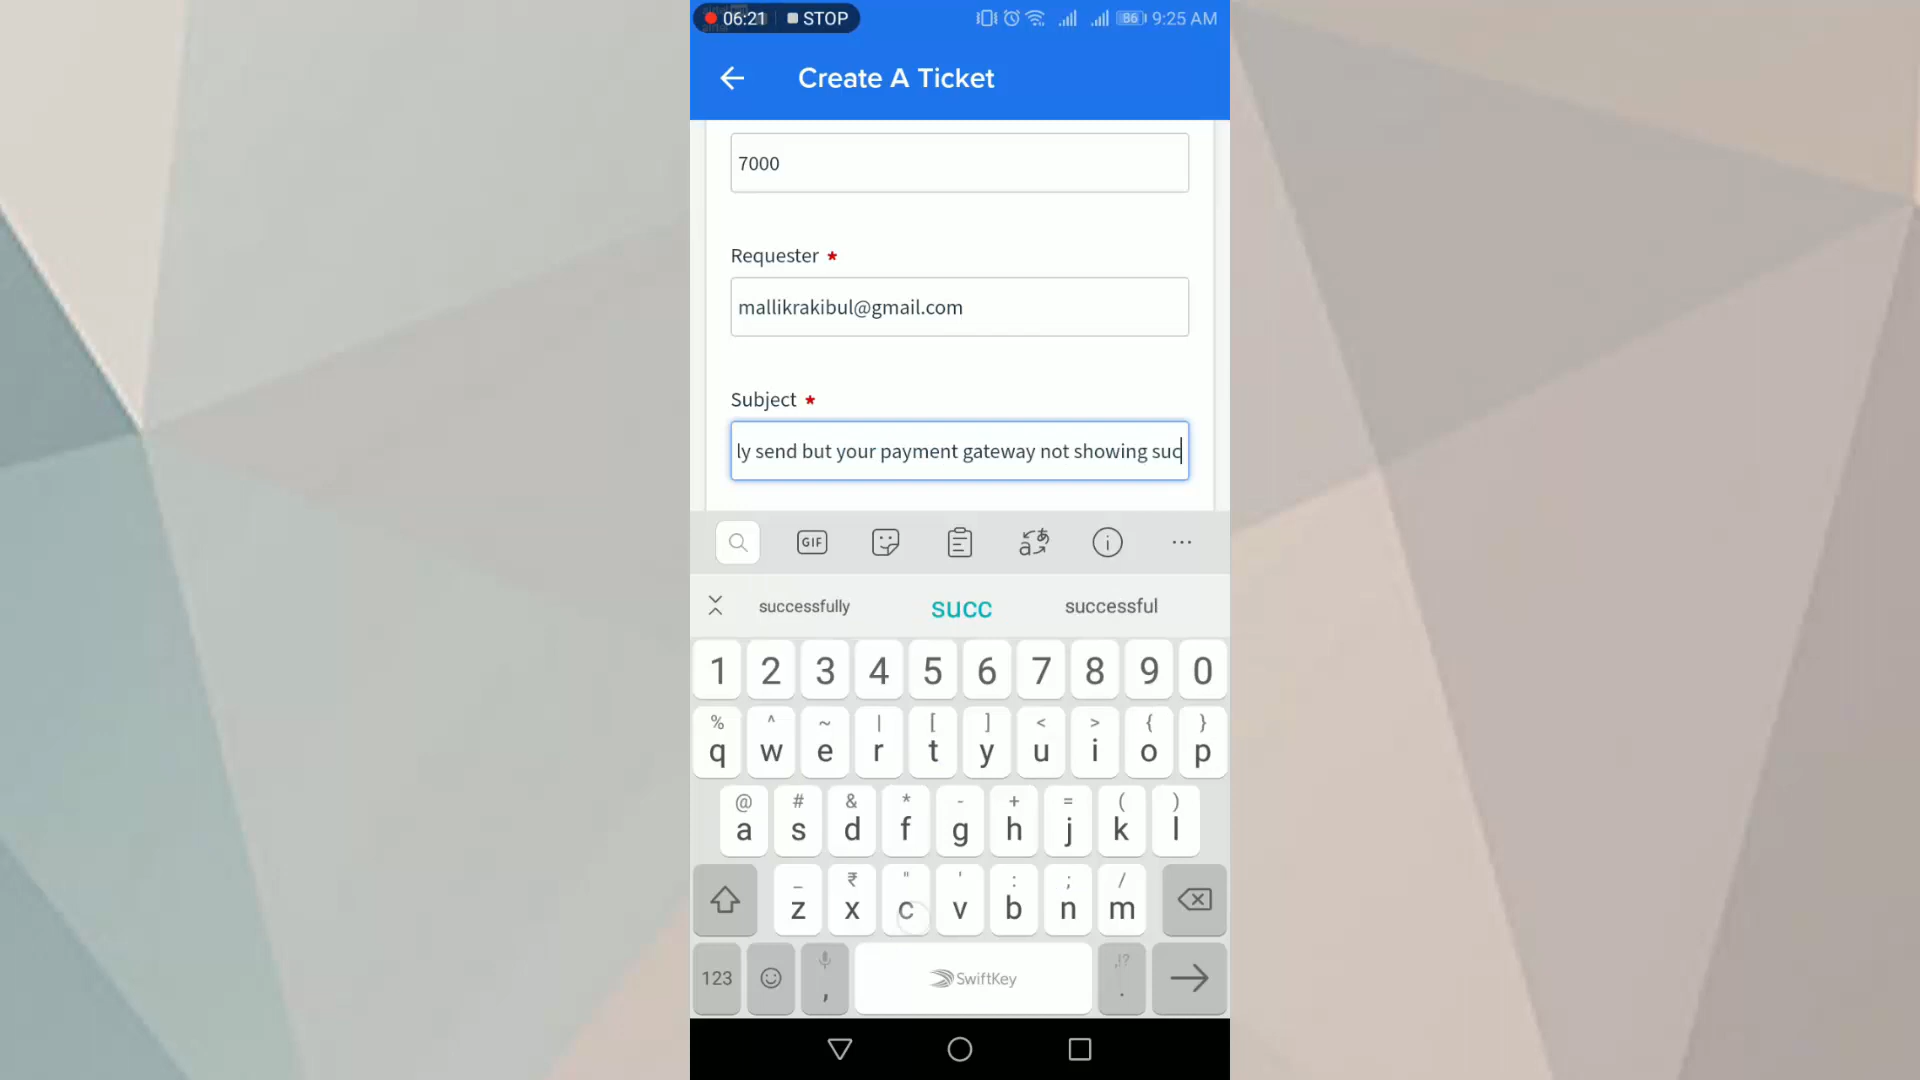 06:21 STOP 86 9:25 AM
Create A Ticket
7000
Requester *
mallikrakibul@gmail.com
Subject *
ly send but your payment gateway not showing suc
GIF
successfully succ successful
1 2 3 4 5 6 7 8 9 0
% ^ ~ | [ ] < > { }
q w e r t y u i o p
@ # & * - + = ( )
a s d f g h j k l
_ ₹ " ' : ; /
z x c v b n m
,!?
123 , SwiftKey .